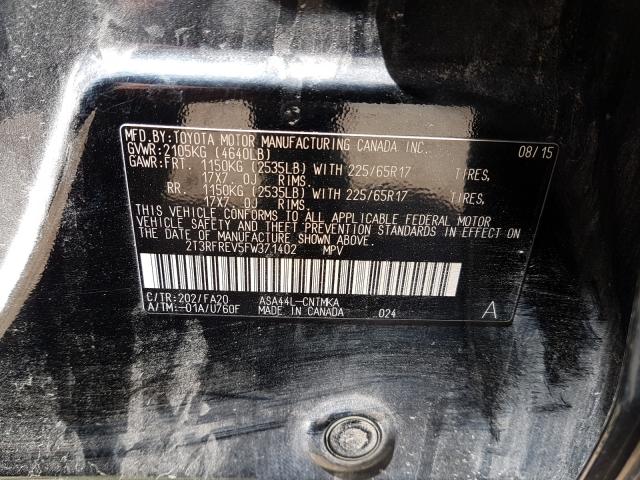 MFD.BY:TOYOTA MOTOR MANUFACTURING CANADA INC. 08/15
GVWR:2105KG (4640LB)
GAWR:FRT. 1150KG (2535LB) WITH 225/65R17 TIRES,
17X7.0J RIMS.
RR. 1150KG (2535LB) WITH 225/65R17 TIRES,
17X7.0J RIMS.
THIS VEHICLE CONFORMS TO ALL APPLICABLE FEDERAL MOTOR
VEHICLE SAFETY AND THEFT PREVENTION STANDARDS IN EFFECT ON
THE DATE OF MANUFACTURE SHOWN ABOVE.
2T3RFREV5FW371402 MPV
C/TR:202/FA20 ASA44L-CNTMKA
A/TM:-01A/U760F MADE IN CANADA 024 A